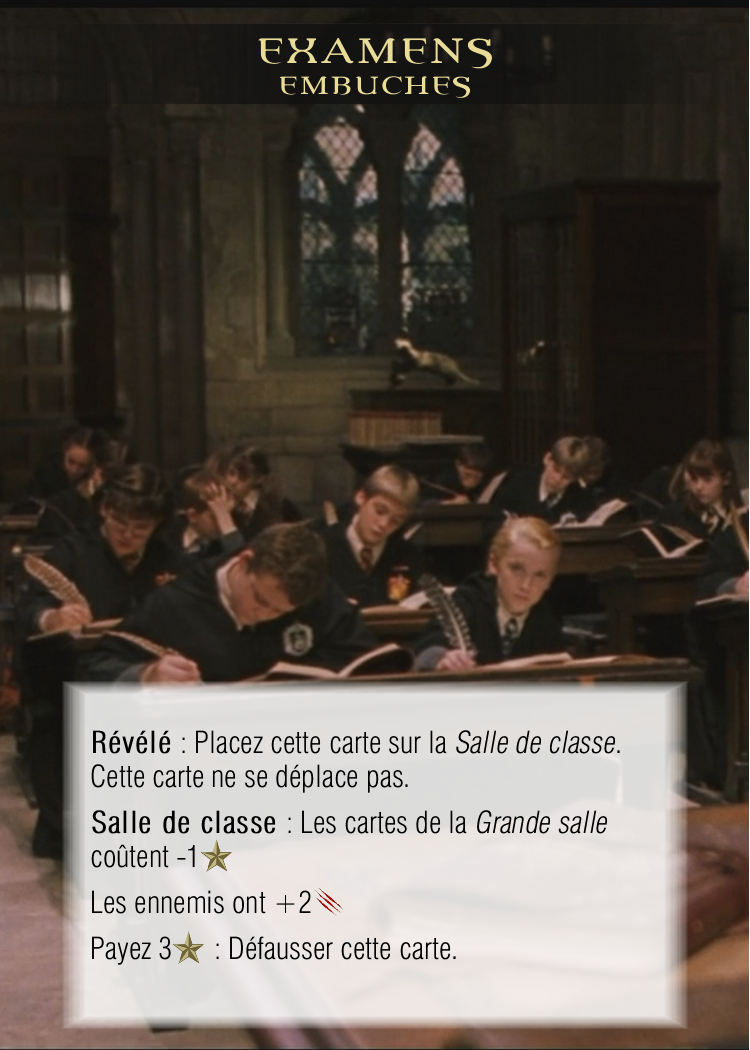 EXAMENS
EMBUCHES
Révélé : Placez cette carte sur la Salle de classe.
Cette carte ne se déplace pas.
Salle de classe : Les cartes de la Grande salle
coûtent -1
Les ennemis ont +2
Payez 3 : Défausser cette carte.